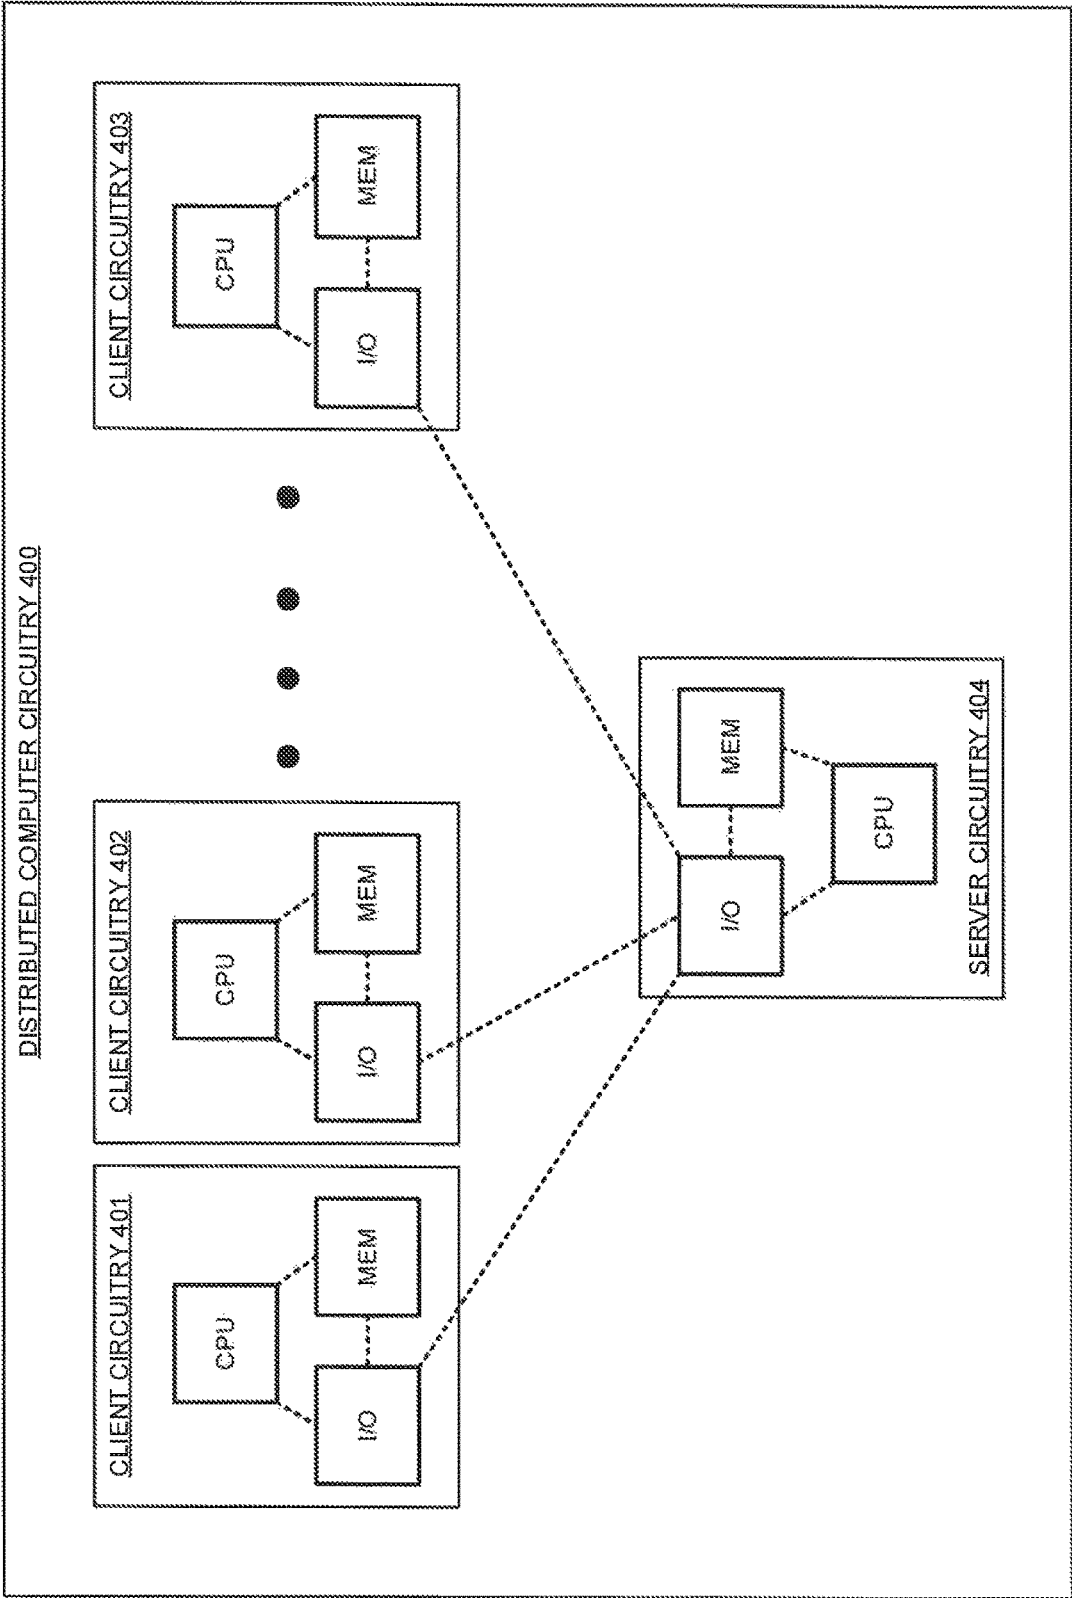 DISTRIBUTED COMPUTER CIRCUITRY 400
CLIENT CIRCUITRY 401
CPU
I/O
MEM
CLIENT CIRCUITRY 402
CPU
I/O
MEM
CLIENT CIRCUITRY 403
CPU
I/O
MEM
I/O
MEM
CPU
SERVER CIRCUITRY 404